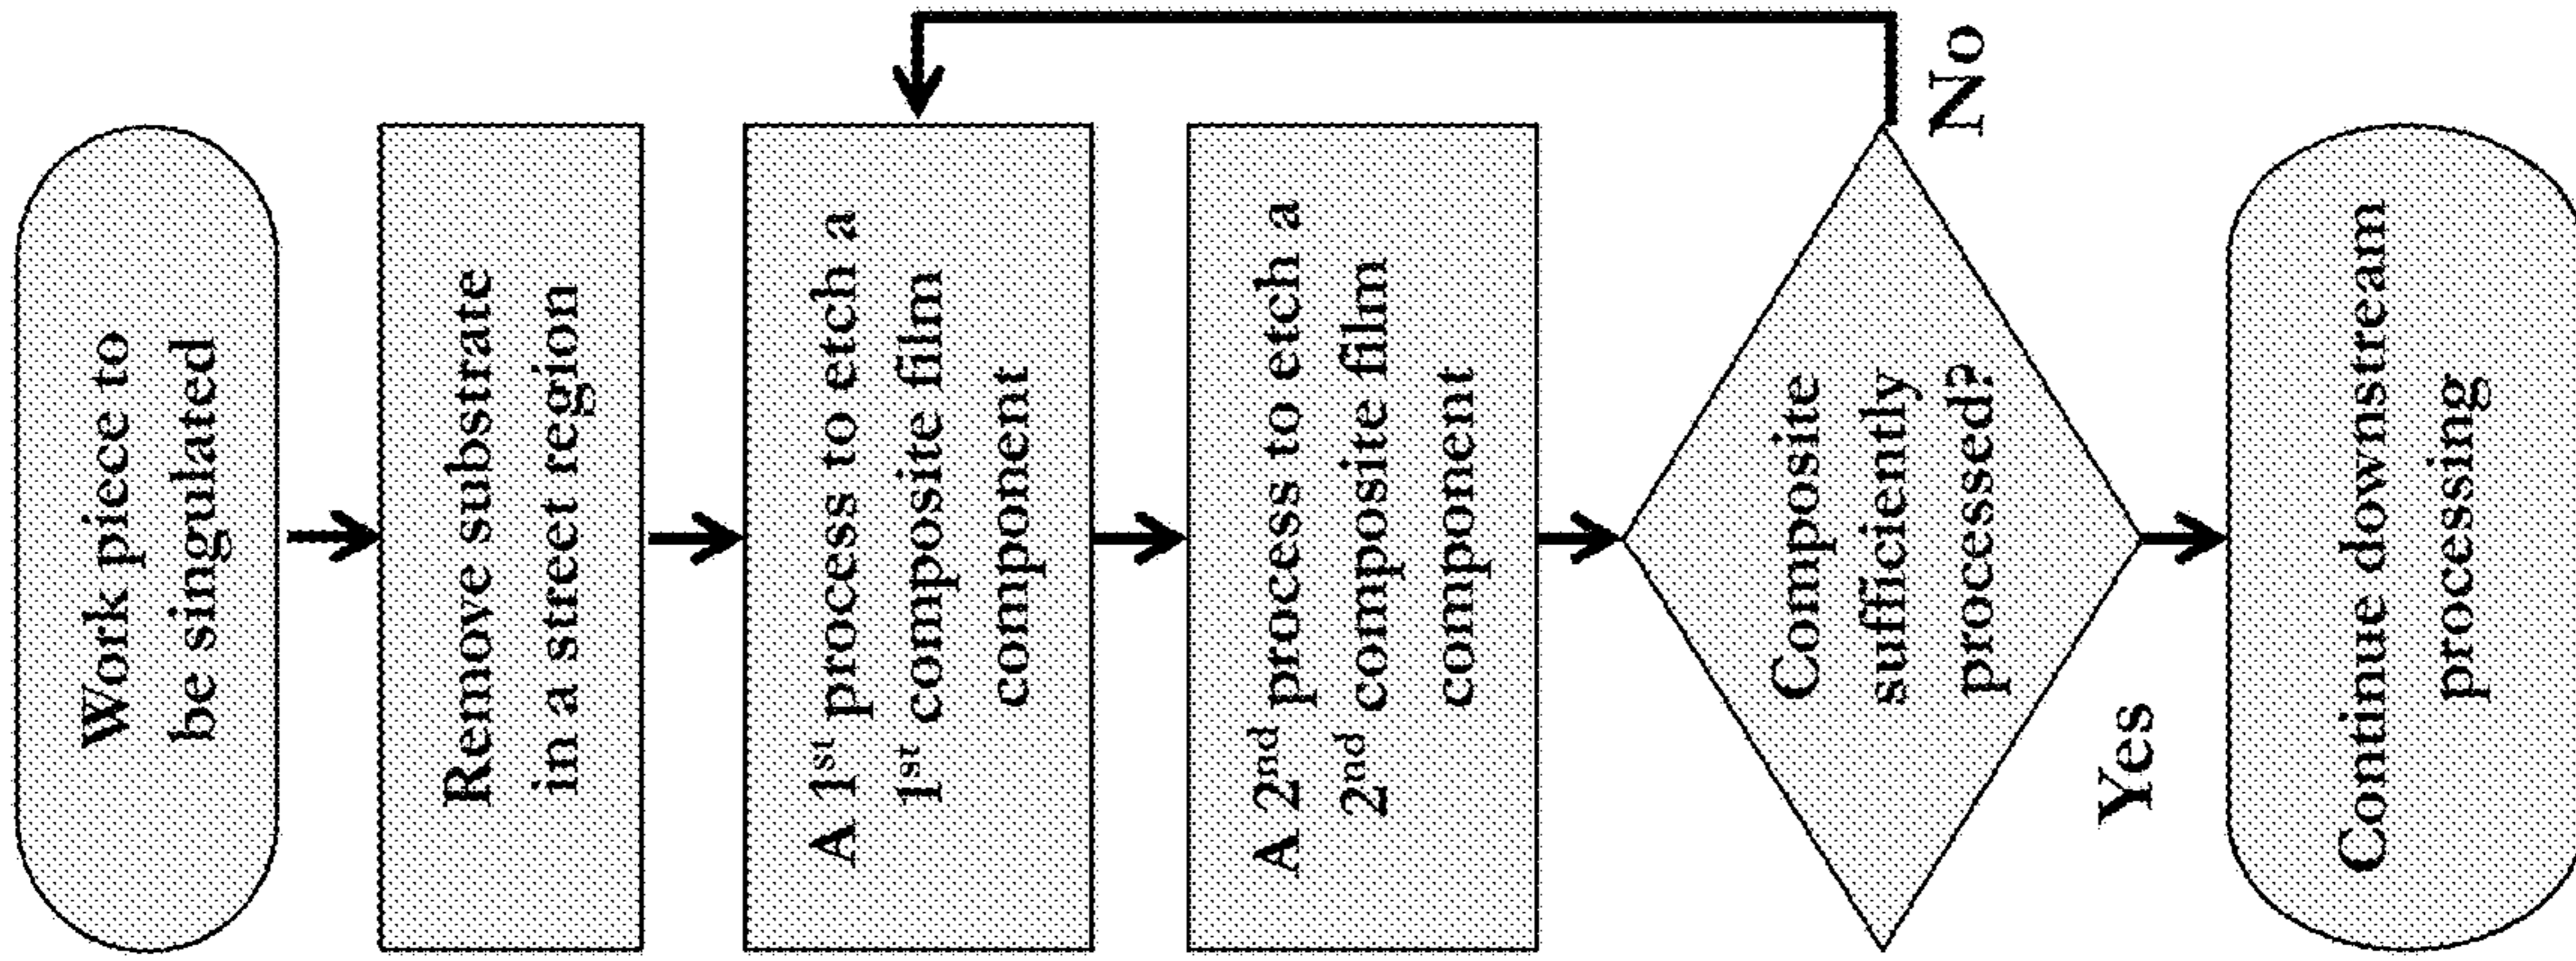 Work piece to
be singulated
Remove substrate
in a street region
A 1st process to etch a
1st composite film
component
A 2nd process to etch a
2nd composite film
component
Composite
sufficiently
processed?
No
Yes
Continue downstream
processing